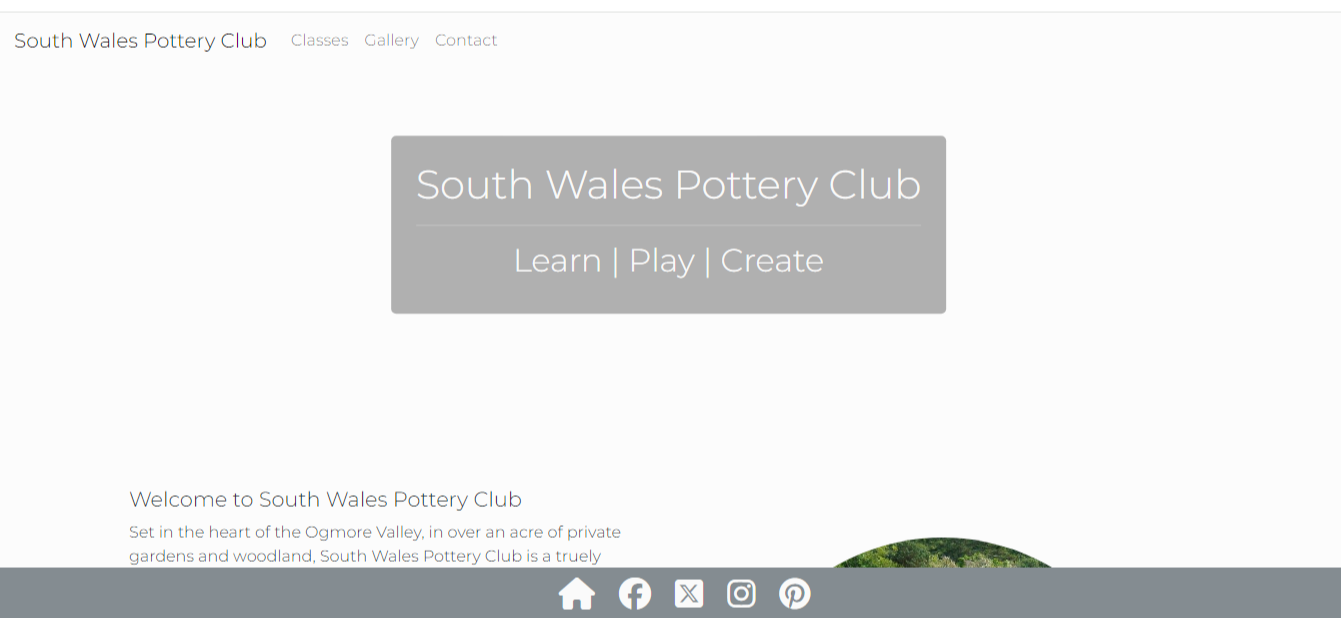 South Wales Pottery Club Classes Gallery Contact
South Wales Pottery Club
Learn | Play | Create
Welcome to South Wales Pottery Club
Set in the heart of the Ogmore Valley, in over an acre of private
gardens and woodland, South Wales Pottery Club is a truely